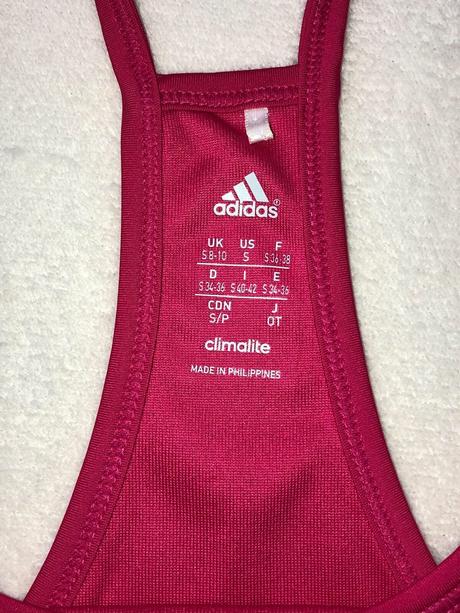 adidas
UK US F
S 8-10 S S 36-38
D I E
S 34-36 S 40-42 S 34-36
CDN J
S/P OT
climalite
MADE IN PHILIPPINES